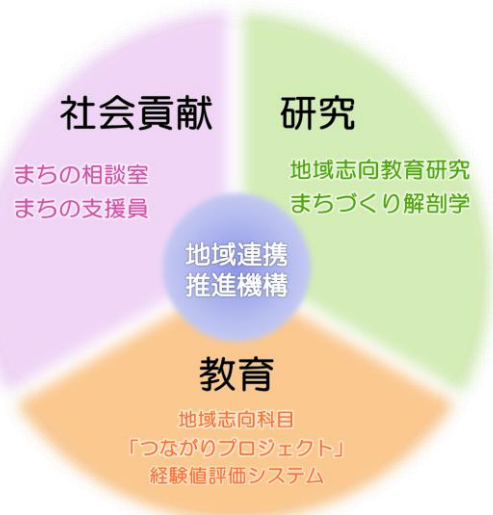 社会貢献
まちの相談室
まちの支援員
研究
地域志向教育研究
まちづくり解剖学
地域連携
推進機構
教育
地域志向科目
「つながりプロジェクト」
経験値評価システム